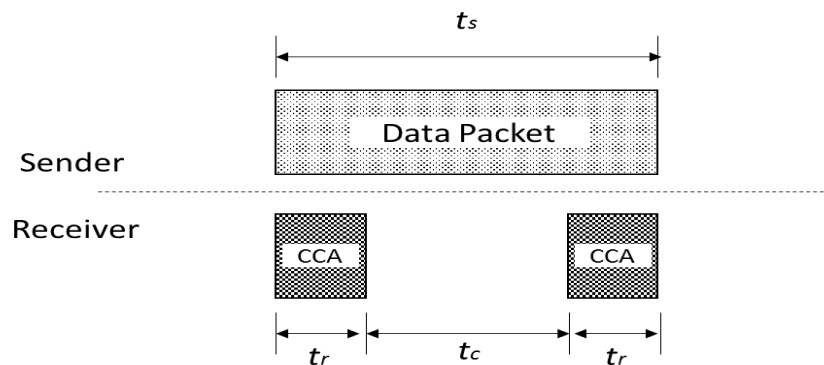 ts
Data Packet
Sender
Receiver
CCA CCA
tr tc tr